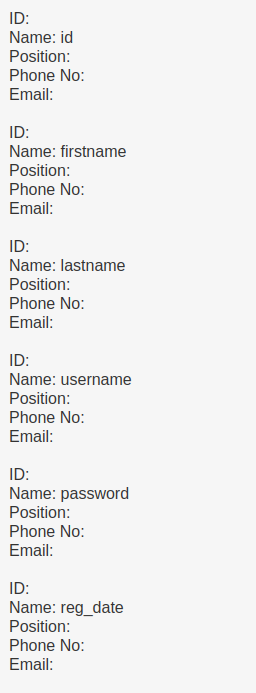 ID:
Name: id
Position:
Phone No:
Email:
ID:
Name: firstname
Position:
Phone No:
Email:
ID:
Name: lastname
Position:
Phone No:
Email:
ID:
Name: username
Position:
Phone No:
Email:
ID:
Name: password
Position:
Phone No:
Email:
ID:
Name: reg_date
Position:
Phone No:
Email: